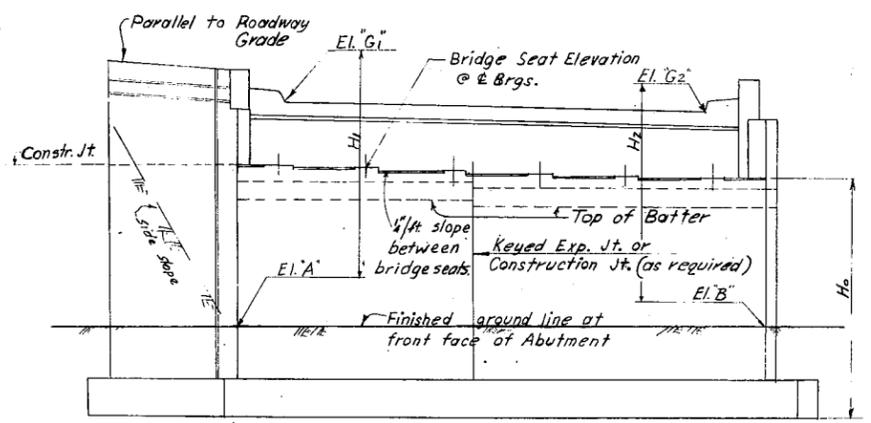 Parallel to Roadway
Grade
El. "G1"
Bridge Seat Elevation
@ ℄ Brgs.
El. "G2"
H1
H2
Constr. Jt.
side slope
1/4"/ft slope
between
bridge seats.
Top of Batter
Keyed Exp. Jt. or
Construction Jt. (as required)
El. "A"
El. "B"
Ho
Finished ground line at
front face of Abutment